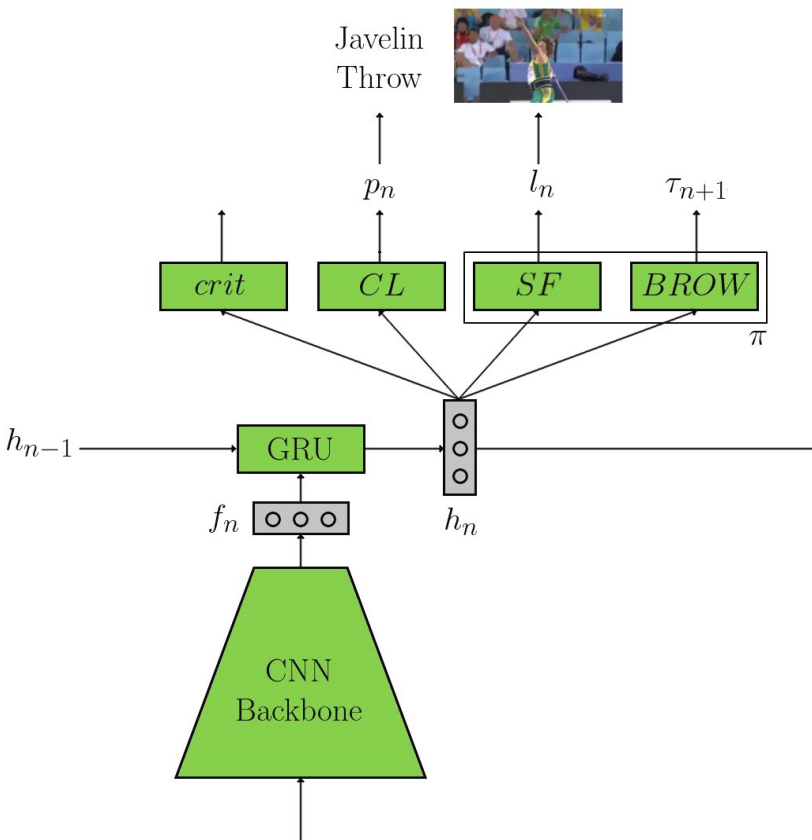 Javelin
Throw
pₙ
lₙ
τₙ₊₁
crit
CL
SF
BROW
π
hₙ₋₁
GRU
fₙ
hₙ
CNN
Backbone